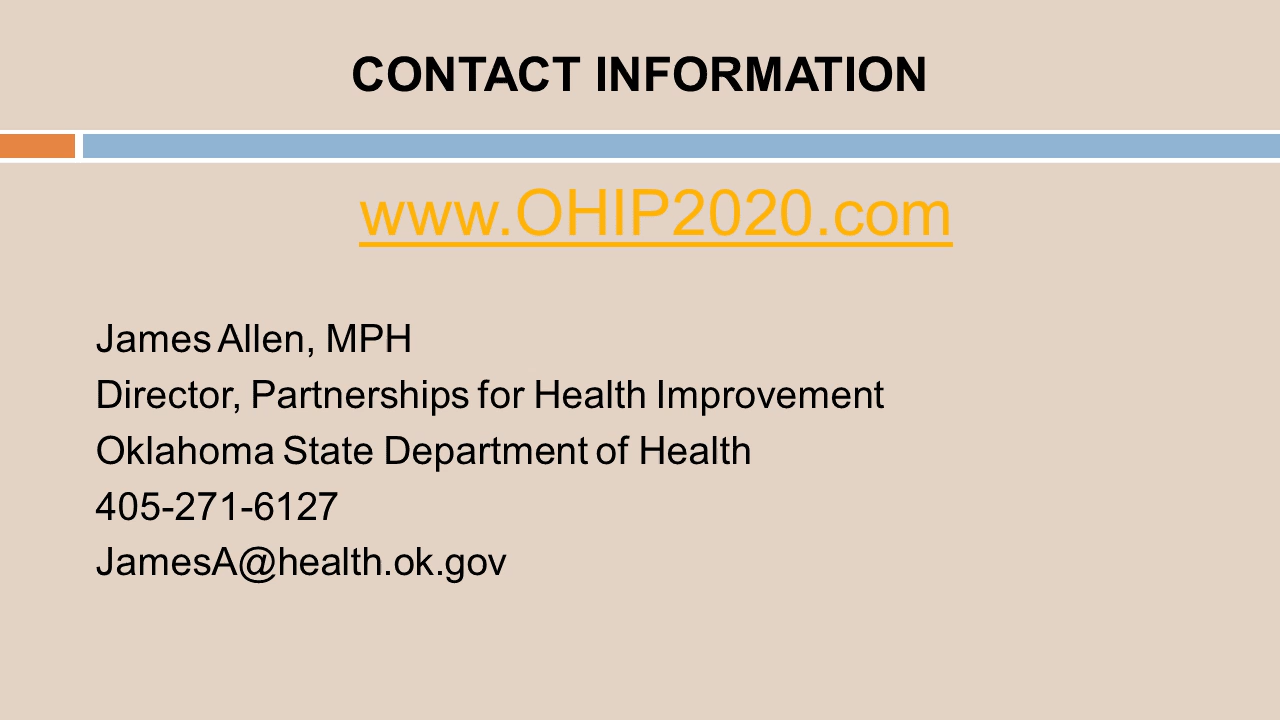 CONTACT INFORMATION
www.OHIP2020.com
James Allen, MPH
Director, Partnerships for Health Improvement
Oklahoma State Department of Health
405-271-6127
JamesA@health.ok.gov